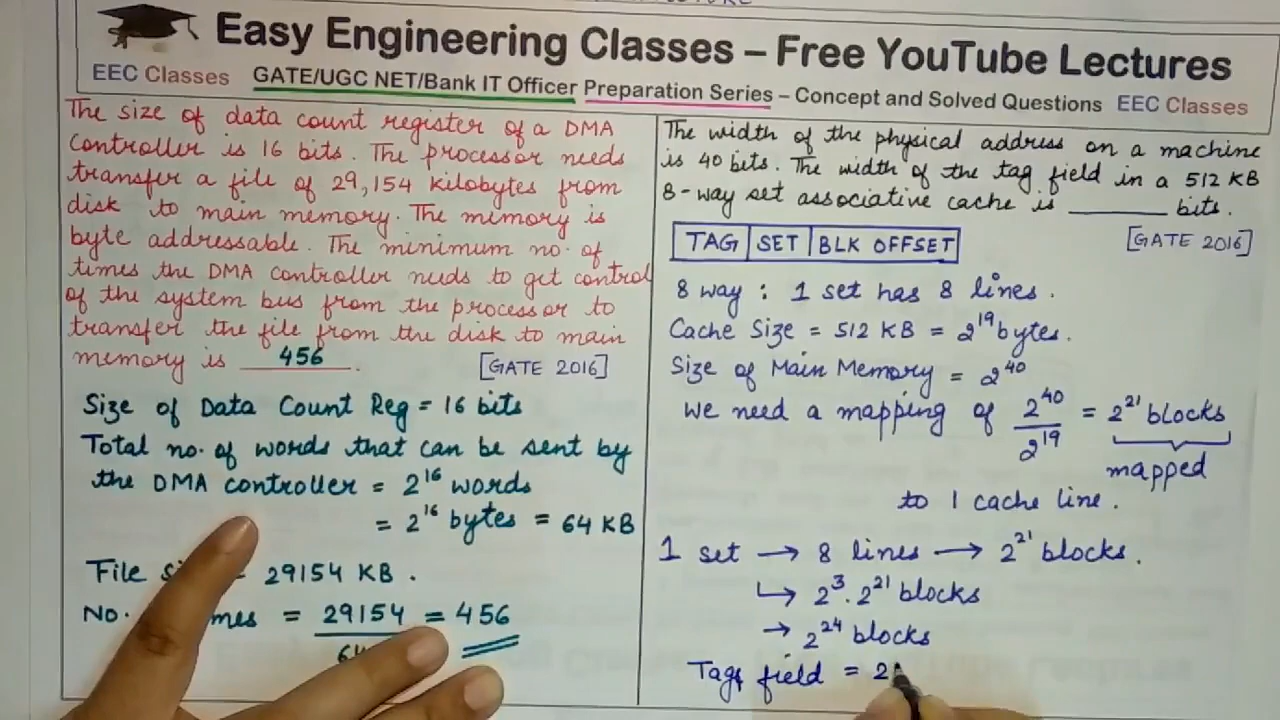 Easy Engineering Classes – Free YouTube Lectures
EEC Classes GATE/UGC NET/Bank IT Officer Preparation Series – Concept and Solved Questions EEC Classes
The size of data count register of a DMA
Controller is 16 bits. The processor needs
transfer a file of 29,154 kilobytes from
disk to main memory. The memory is
byte addressable. The minimum no. of
times the DMA controller needs to get control
of the system bus from the processor to
transfer the file from the disk to main
memory is 456.
[GATE 2016]
Size of Data Count Reg = 16 bits
Total no. of words that can be sent by
the DMA controller = 2^16 words
= 2^16 bytes = 64 KB
File = 29154 KB.
No. = 29154 = 456
The width of the physical address on a machine
is 40 bits. The width of the tag field in a 512 KB
8-way set associative cache is ______ bits.
[GATE 2016]
TAG SET BLK OFFSET
8 way : 1 set has 8 lines.
Cache Size = 512 KB = 2^19 bytes.
Size of Main Memory = 2^40
We need a mapping of 2^40 / 2^19 = 2^21 blocks
mapped
to 1 cache line.
1 set → 8 lines → 2^21 blocks.
↳ 2^3 . 2^21 blocks
→ 2^24 blocks
Tag field = 2